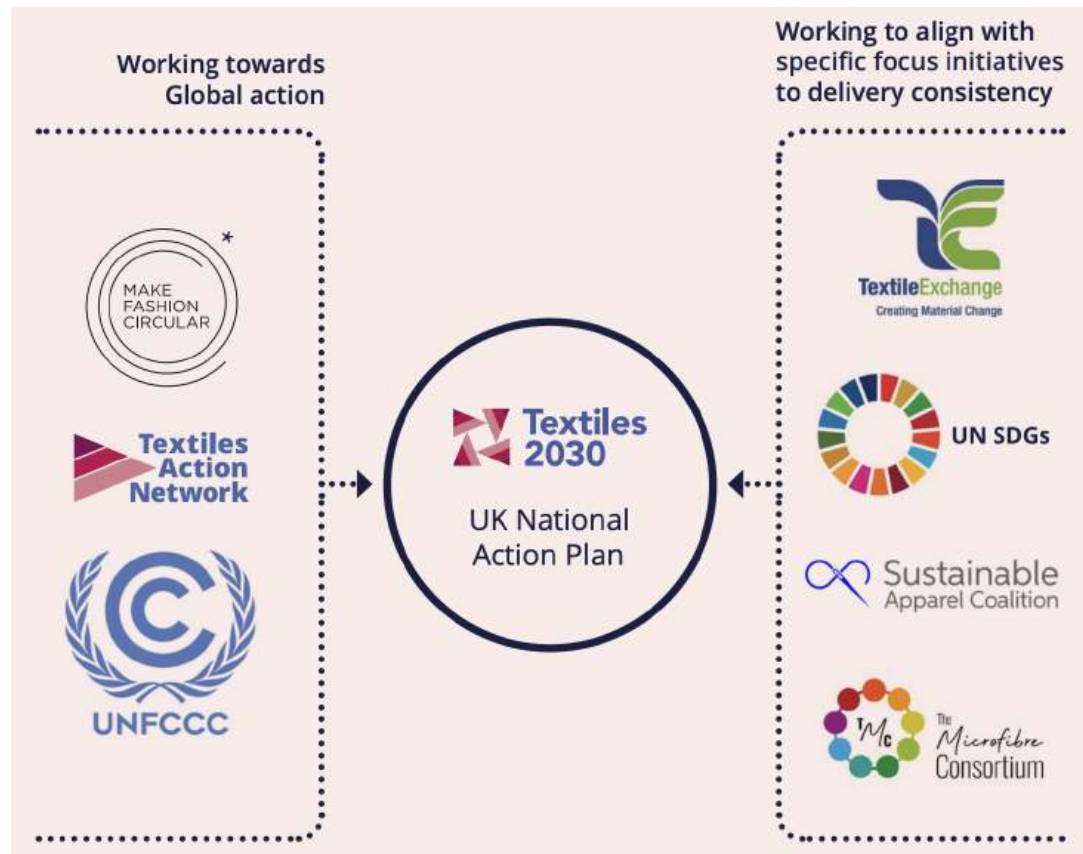 Working towards
Global action
MAKE
FASHION
CIRCULAR
*
Textiles
Action
Network
UNFCCC
Textiles
2030
UK National
Action Plan
Working to align with
specific focus initiatives
to delivery consistency
TextileExchange
Creating Material Change
UN SDGs
Sustainable
Apparel Coalition
TMC
The
Microfibre
Consortium